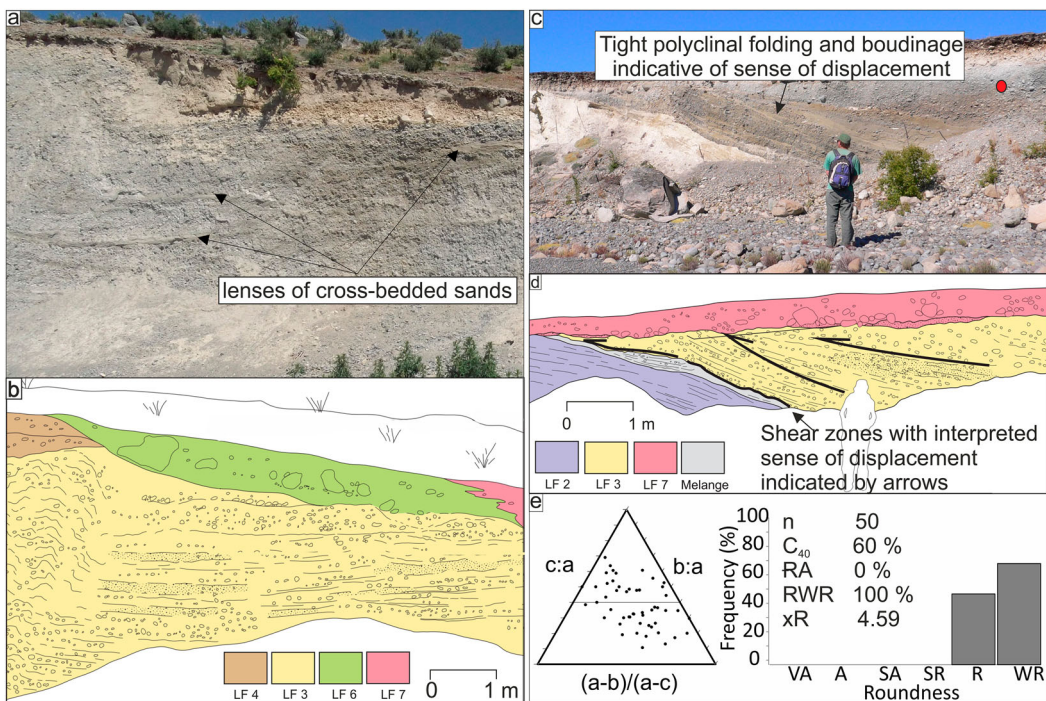 a
lenses of cross-bedded sands
b
LF 4
LF 3
LF 6
LF 7
0
1 m
c
Tight polyclinal folding and boudinage
indicative of sense of displacement
d
0
1 m
LF 2
LF 3
LF 7
Melange
Shear zones with interpreted
sense of displacement
indicated by arrows
e
c:a
b:a
(a-b)/(a-c)
Frequency (%)
100
80
60
40
20
0
n 50
C40 60 %
RA 0 %
RWR 100 %
xR 4.59
VA A SA SR R WR
Roundness